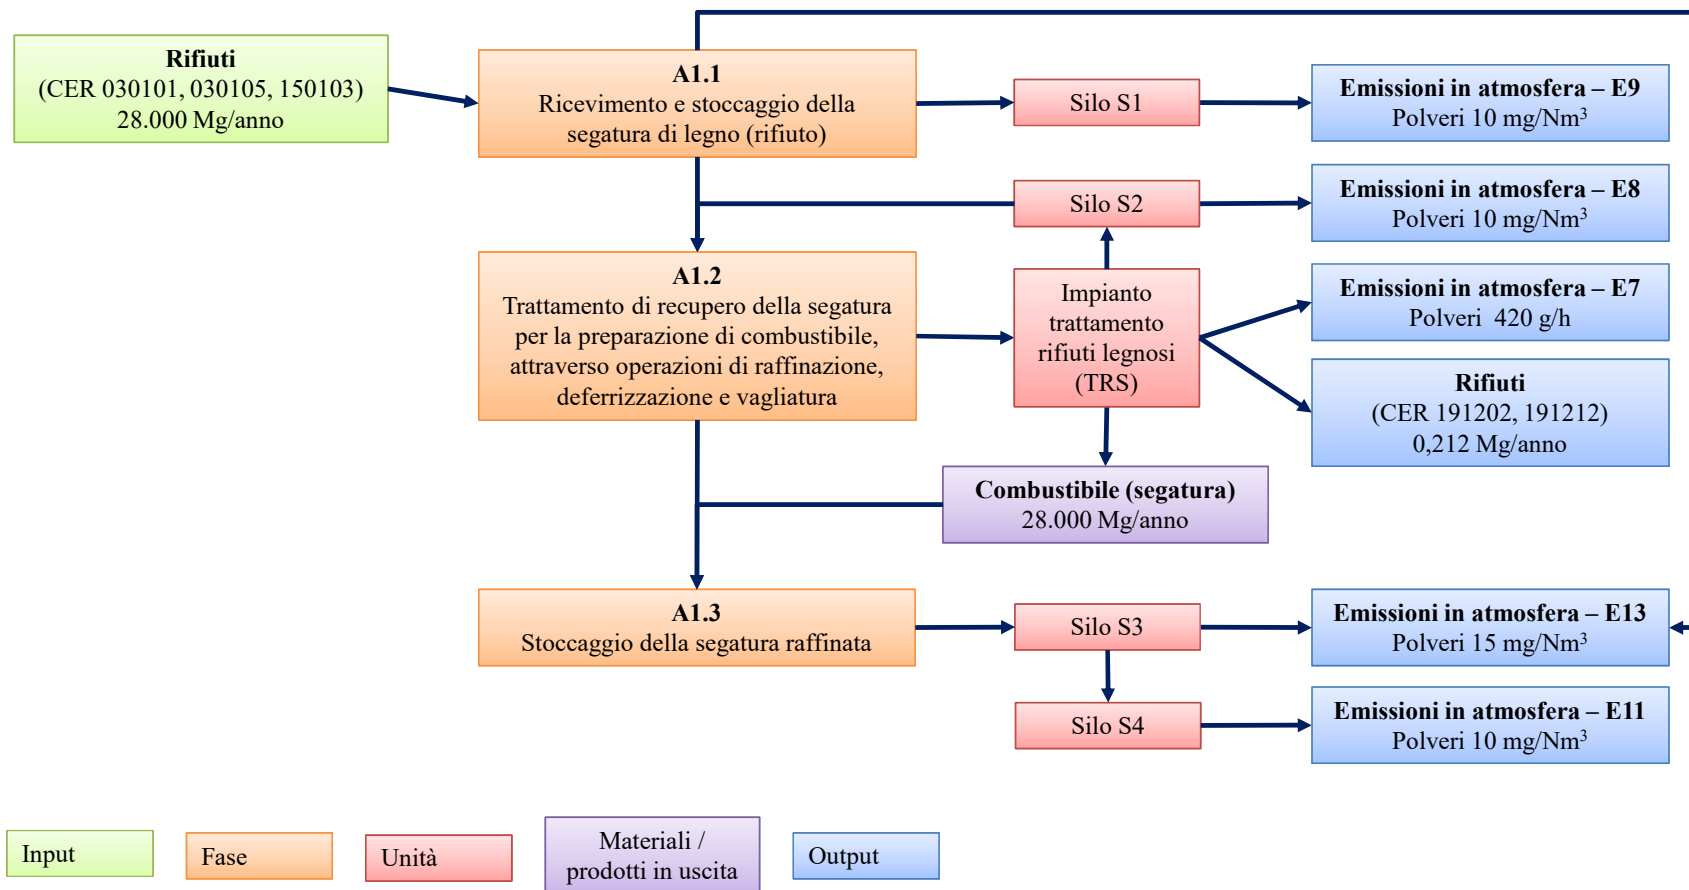 Rifiuti
(CER 030101, 030105, 150103)
28.000 Mg/anno
A1.1
Ricevimento e stoccaggio della
segatura di legno (rifiuto)
Silo S1
Emissioni in atmosfera – E9
Polveri 10 mg/Nm³
Silo S2
Emissioni in atmosfera – E8
Polveri 10 mg/Nm³
A1.2
Trattamento di recupero della segatura
per la preparazione di combustibile,
attraverso operazioni di raffinazione,
deferrizzazione e vagliatura
Impianto
trattamento
rifiuti legnosi
(TRS)
Emissioni in atmosfera – E7
Polveri 420 g/h
Rifiuti
(CER 191202, 191212)
0,212 Mg/anno
Combustibile (segatura)
28.000 Mg/anno
A1.3
Stoccaggio della segatura raffinata
Silo S3
Emissioni in atmosfera – E13
Polveri 15 mg/Nm³
Silo S4
Emissioni in atmosfera – E11
Polveri 10 mg/Nm³
Input
Fase
Unità
Materiali /
prodotti in uscita
Output